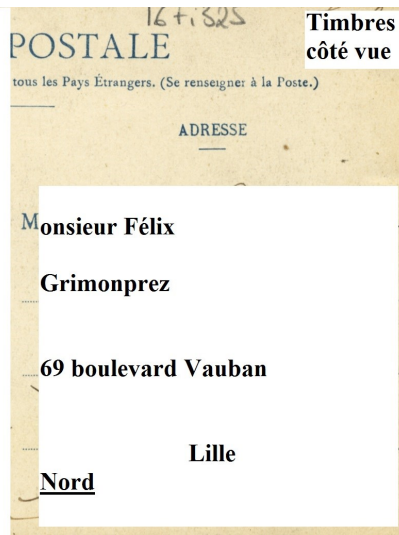 16+i325
Timbres
côté vue
POSTALE
tous les Pays Étrangers. (Se renseigner à la Poste.)
ADRESSE
Monsieur Félix
Grimonprez
69 boulevard Vauban
Lille
Nord